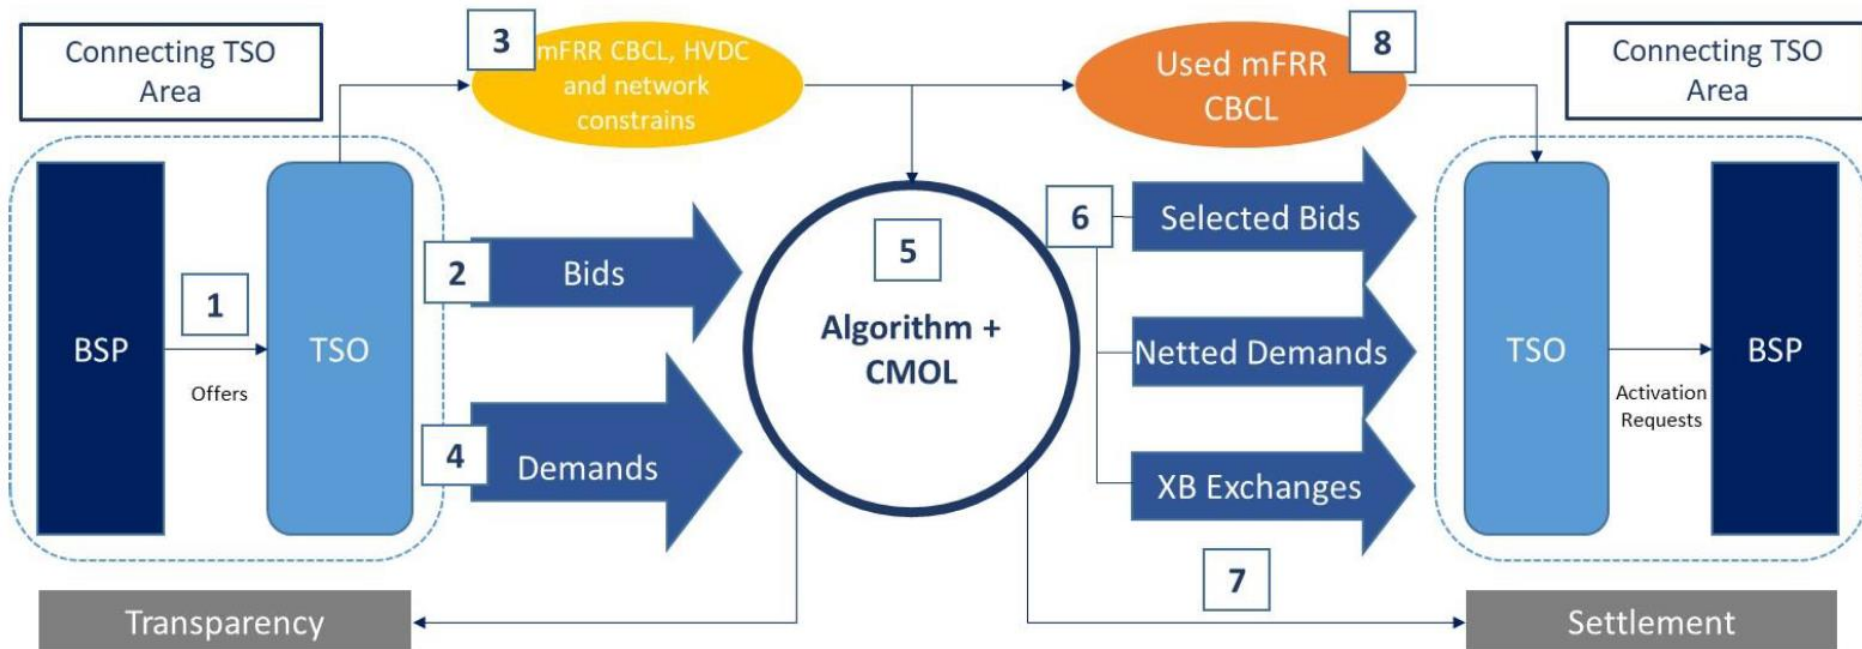 Connecting TSO
Area
3
mFRR CBCL, HVDC
and network
constrains
Used mFRR
CBCL
8
Connecting TSO
Area
BSP
1
Offers
TSO
2
Bids
4
Demands
5
Algorithm +
CMOL
6
Selected Bids
Netted Demands
XB Exchanges
TSO
Activation
Requests
BSP
7
Transparency
Settlement